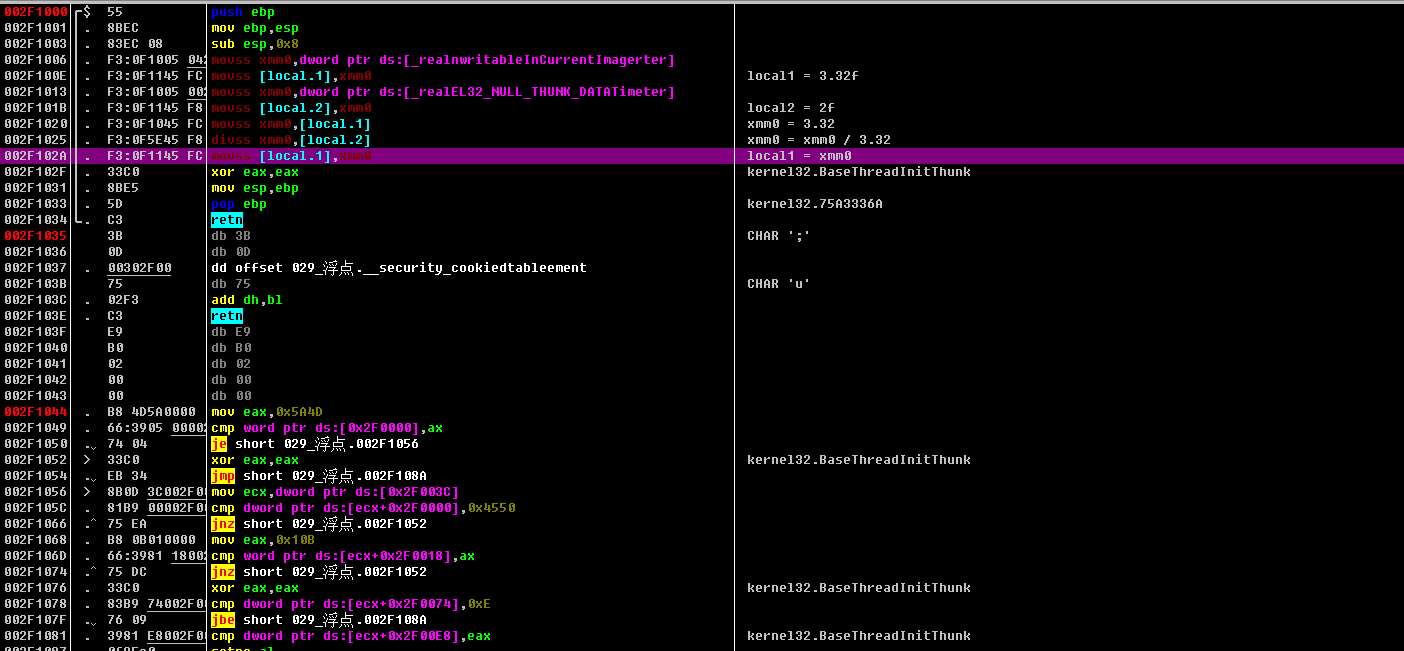 002F1000 $ 55 push ebp
002F1001 . 8BEC mov ebp,esp
002F1003 . 83EC 08 sub esp,0x8
002F1006 . F3:0F1005 042 movss xmm0,dword ptr ds:[_realnwritableInCurrentImagerter]
002F100E . F3:0F1145 FC movss [local.1],xmm0 local1 = 3.32f
002F1013 . F3:0F1005 002 movss xmm0,dword ptr ds:[_realEL32_NULL_THUNK_DATATimeter]
002F101B . F3:0F1145 F8 movss [local.2],xmm0 local2 = 2f
002F1020 . F3:0F1045 FC movss xmm0,[local.1] xmm0 = 3.32
002F1025 . F3:0F5E45 F8 divss xmm0,[local.2] xmm0 = xmm0 / 3.32
002F102A . F3:0F1145 FC movss [local.1],xmm0 local1 = xmm0
002F102F . 33C0 xor eax,eax kernel32.BaseThreadInitThunk
002F1031 . 8BE5 mov esp,ebp
002F1033 . 5D pop ebp kernel32.75A3336A
002F1034 . C3 retn
002F1035 3B db 3B CHAR ';'
002F1036 0D db 0D
002F1037 . 00302F00 dd offset 029_浮点.__security_cookiedtableement
002F103B 75 db 75 CHAR 'u'
002F103C . 02F3 add dh,bl
002F103E . C3 retn
002F103F E9 db E9
002F1040 B0 db B0
002F1041 02 db 02
002F1042 00 db 00
002F1043 00 db 00
002F1044 . B8 4D5A0000 mov eax,0x5A4D
002F1049 . 66:3905 00002 cmp word ptr ds:[0x2F0000],ax
002F1050 . 74 04 je short 029_浮点.002F1056
002F1052 > 33C0 xor eax,eax kernel32.BaseThreadInitThunk
002F1054 . EB 34 jmp short 029_浮点.002F108A
002F1056 > 8B0D 3C002F00 mov ecx,dword ptr ds:[0x2F003C]
002F105C . 81B9 00002F00 cmp dword ptr ds:[ecx+0x2F0000],0x4550
002F1066 .^ 75 EA jnz short 029_浮点.002F1052
002F1068 . B8 0B010000 mov eax,0x10B
002F106D . 66:3981 18002 cmp word ptr ds:[ecx+0x2F0018],ax
002F1074 .^ 75 DC jnz short 029_浮点.002F1052
002F1076 . 33C0 xor eax,eax kernel32.BaseThreadInitThunk
002F1078 . 83B9 74002F00 cmp dword ptr ds:[ecx+0x2F0074],0xE
002F107F . 76 09 jbe short 029_浮点.002F108A
002F1081 . 3981 E8002F00 cmp dword ptr ds:[ecx+0x2F00E8],eax kernel32.BaseThreadInitThunk